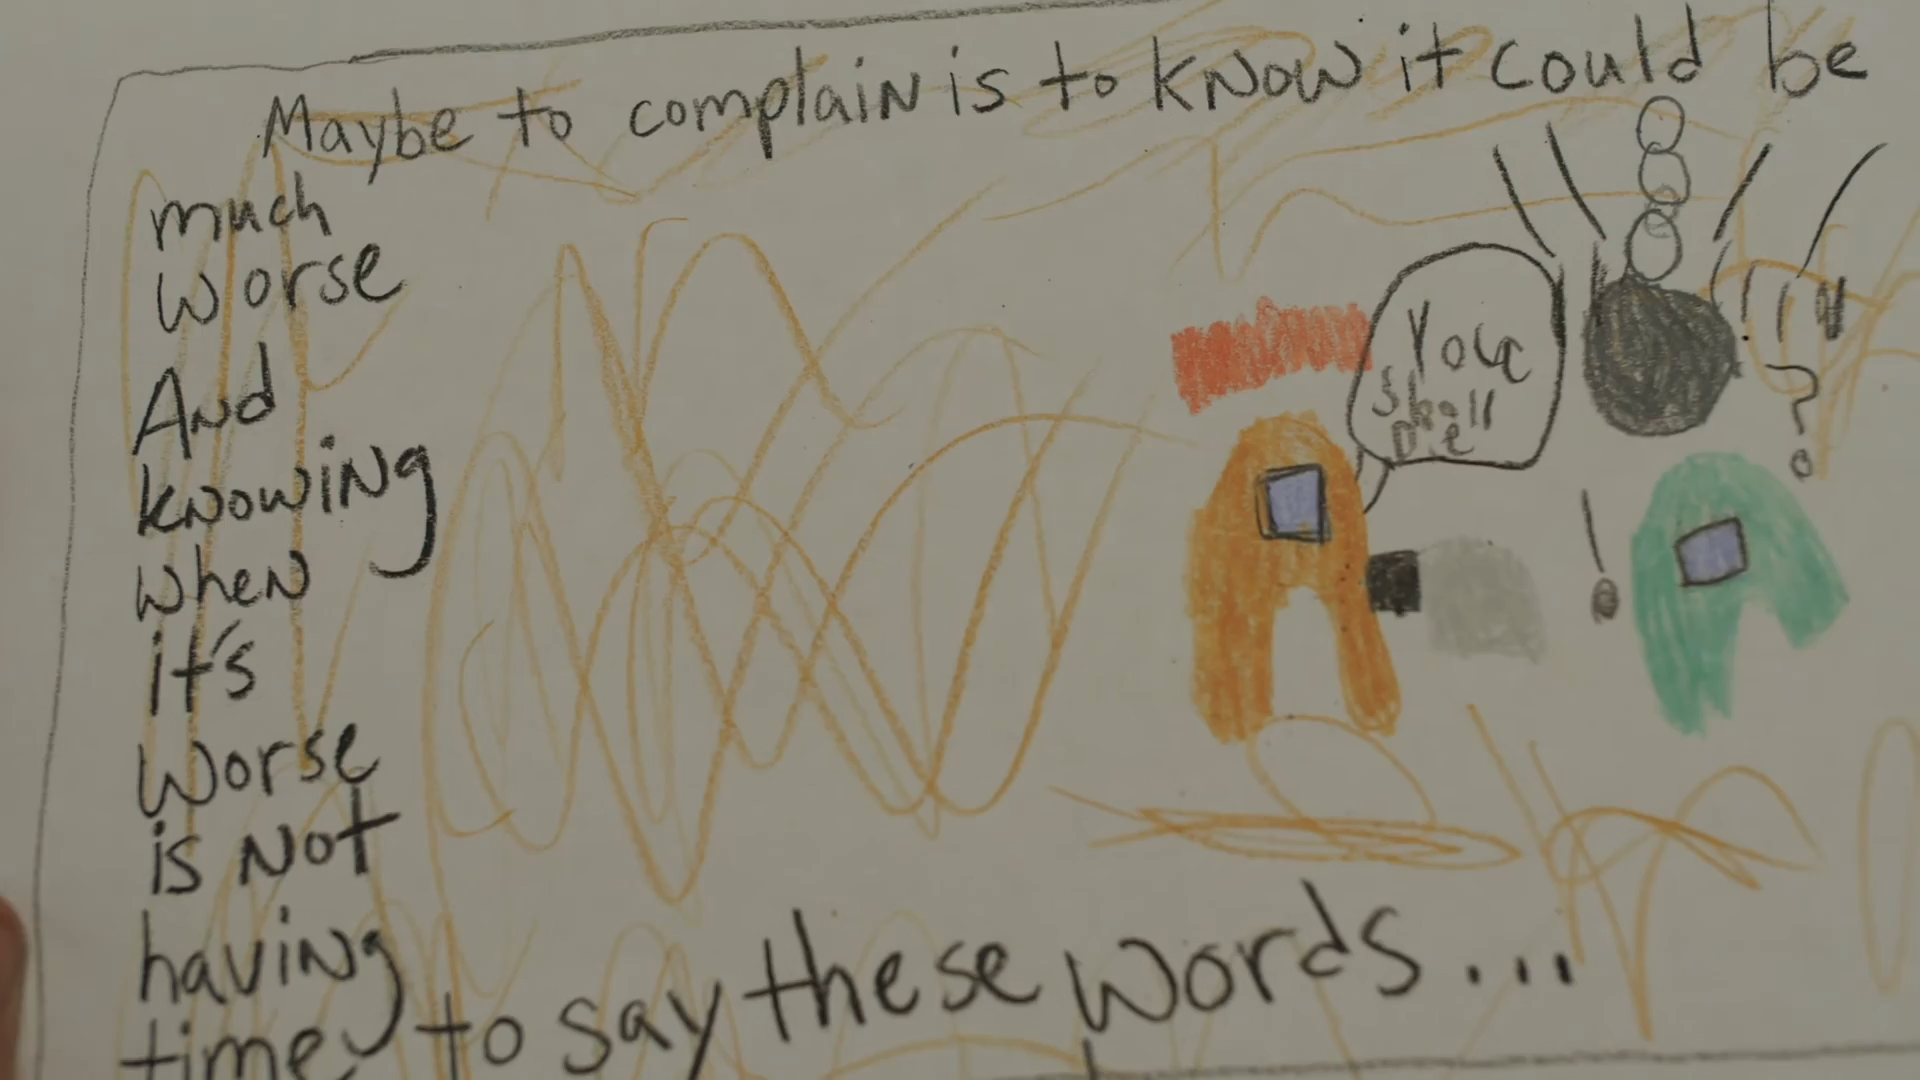 Maybe to complain is to know it could be
much
worse
And
knowing
when
it's
worse
is Not
having
time to say these words...
You
shell
Die
!
?